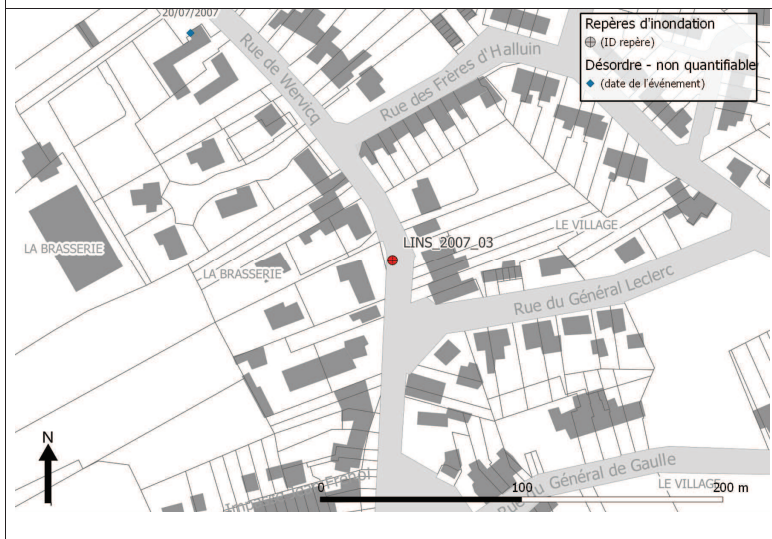 20/07/2007
Repères d'inondation
(ID repère)
Désordre - non quantifiable
(date de l'événement)
Rue de Wervicq
Rue des Frères d'Halluin
LA BRASSERIE
LA BRASSERIE
LINS_2007_03
LE VILLAGE
Rue du Général Leclerc
N
Rue du Général de Gaulle
LE VILLAGE
0
100
200 m